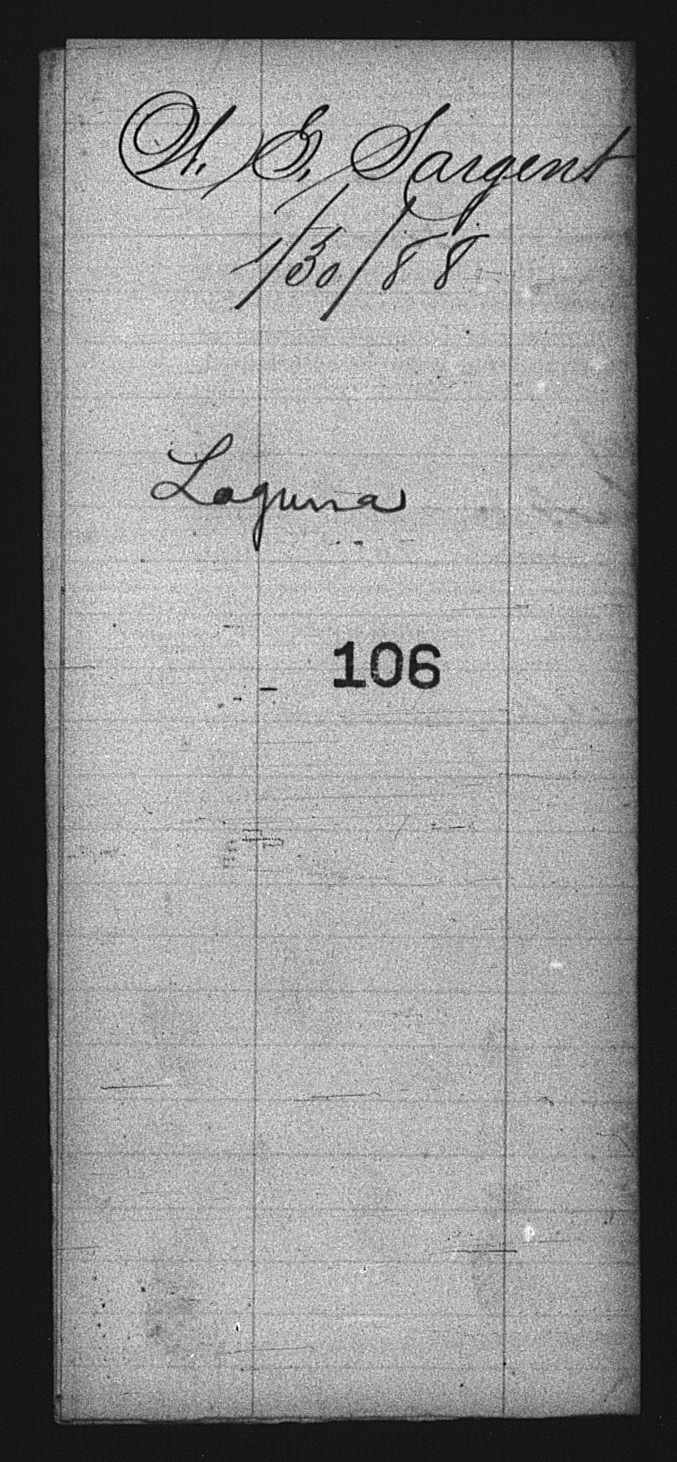 E. Sargent
1/30/88
Laguna
106